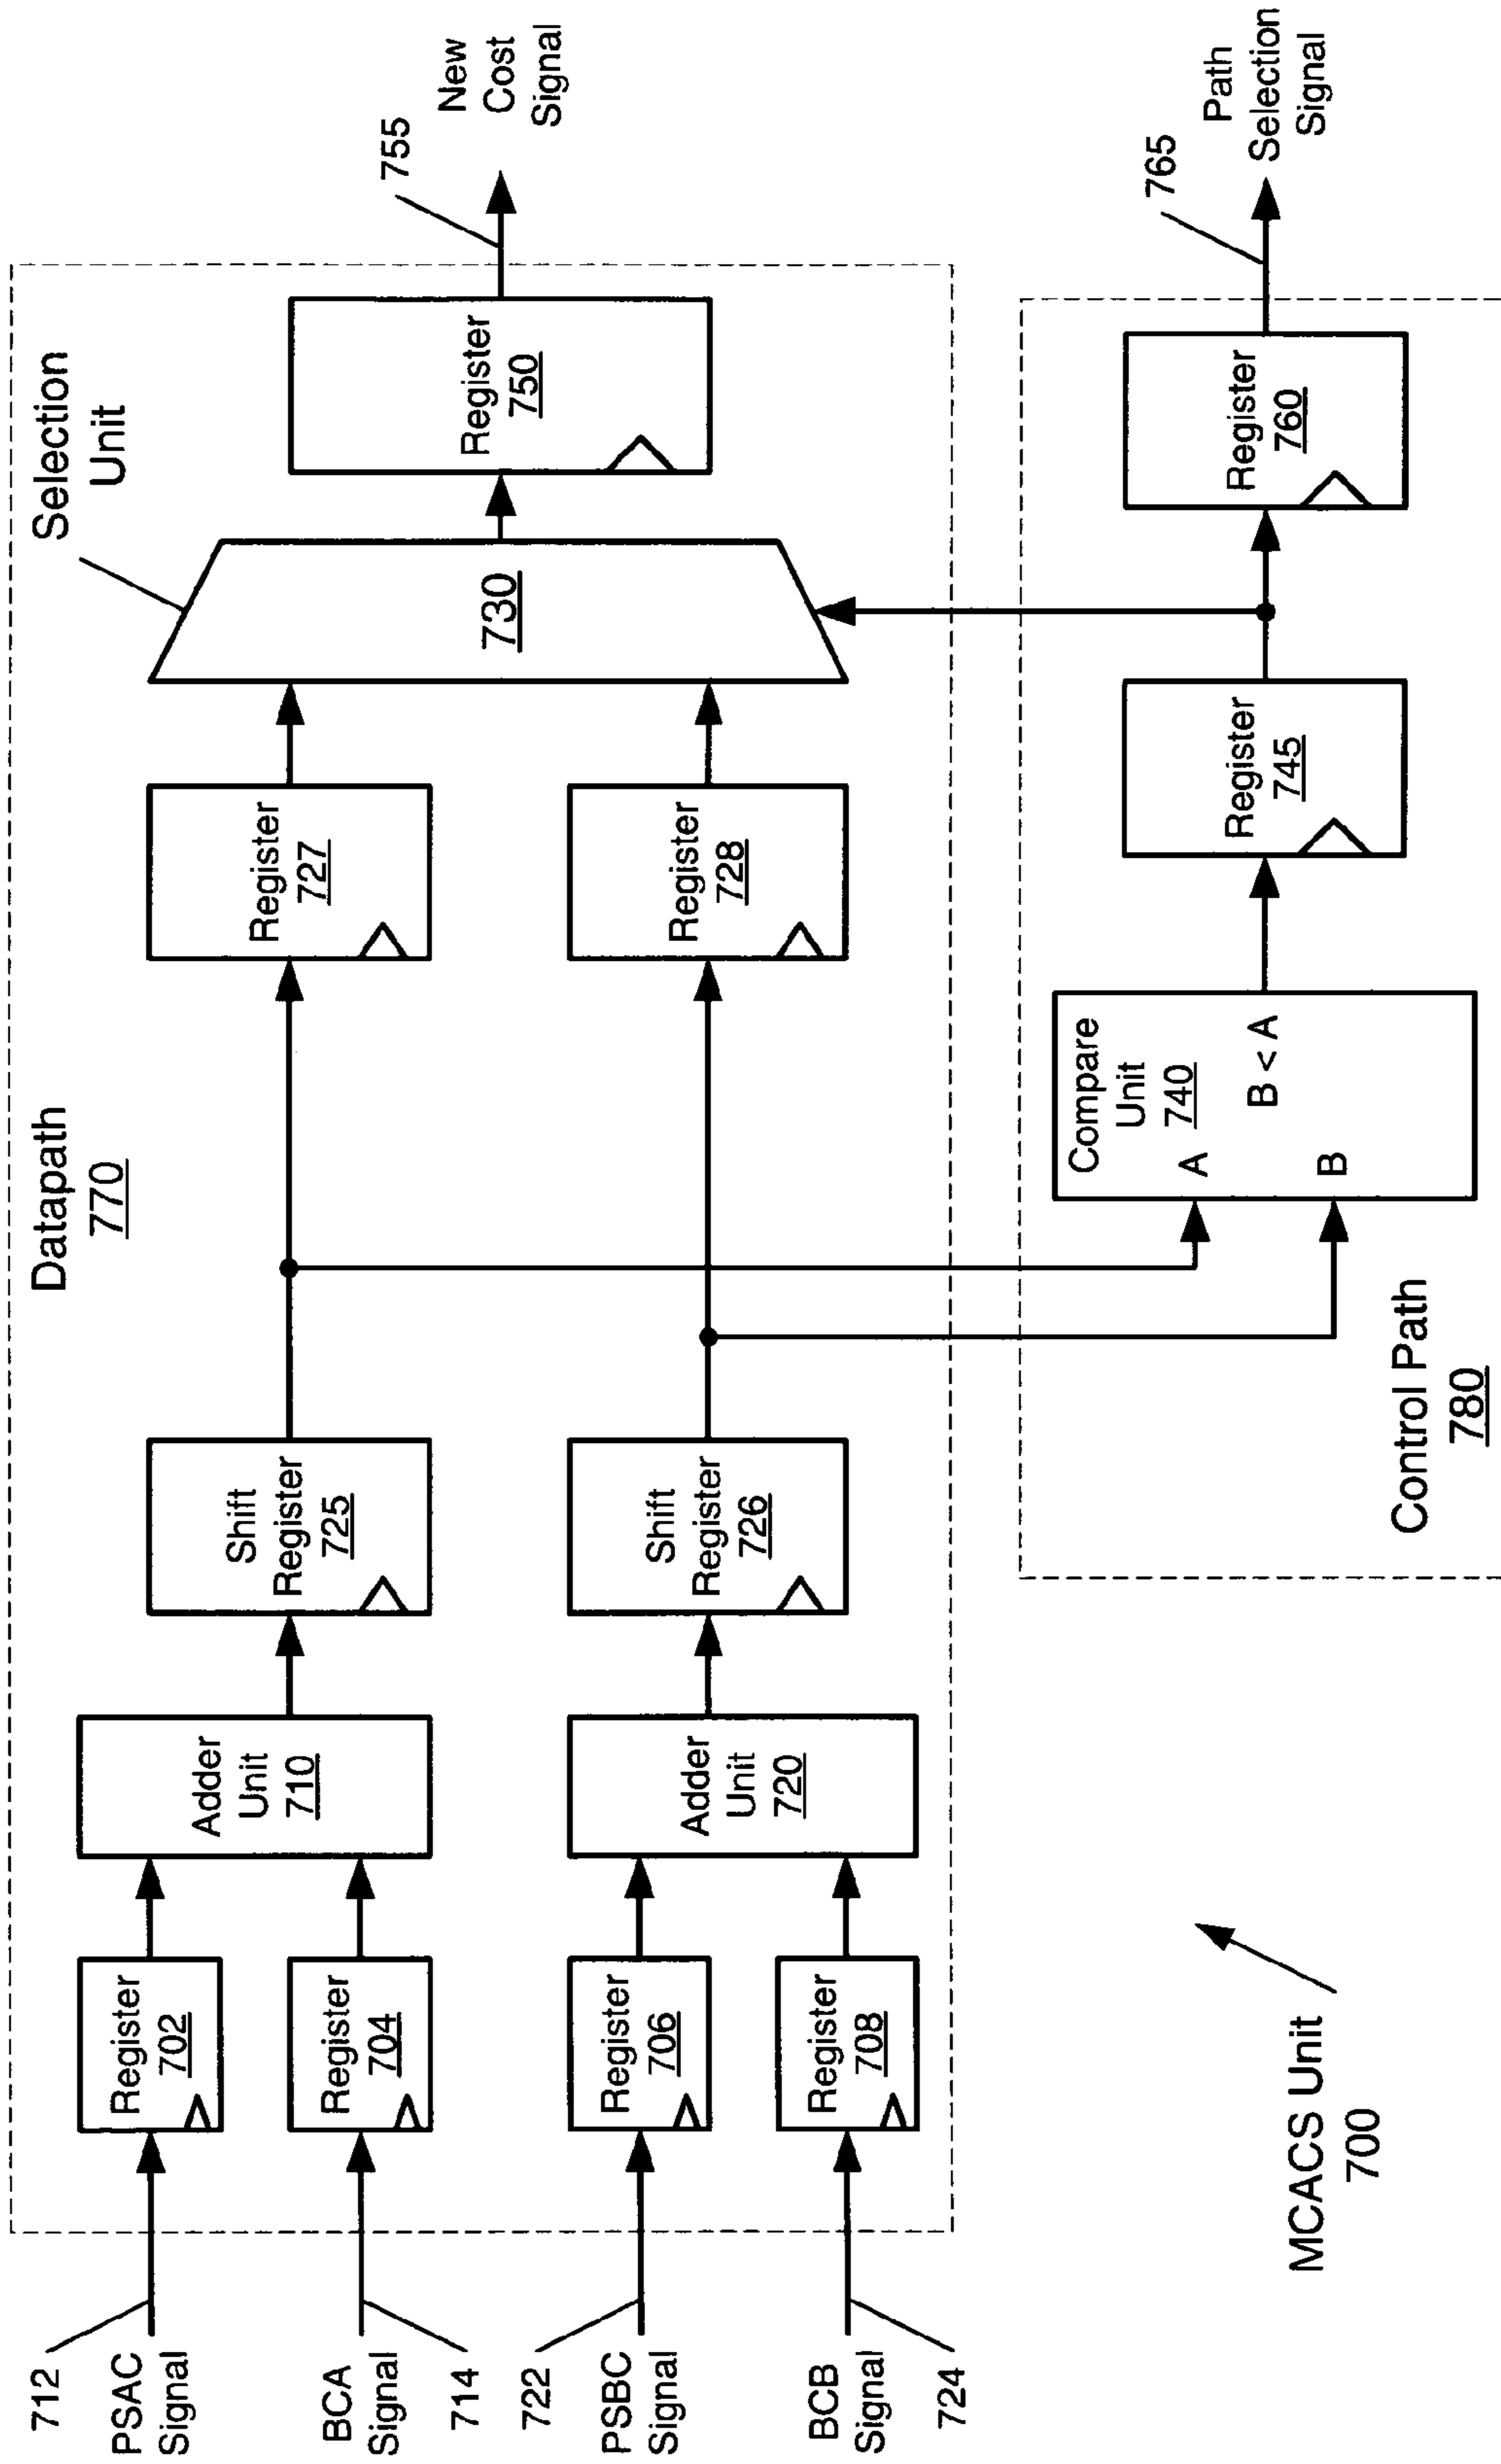 Datapath
770
Selection
Unit
712
PSAC
Signal
BCA
Signal
714
722
PSBC
Signal
BCB
Signal
724
Register
702
Register
704
Register
706
Register
708
Adder
Unit
710
Adder
Unit
720
Shift
Register
725
Shift
Register
726
Register
727
Register
728
730
Register
750
755
New
Cost
Signal
Compare
Unit
740
A
B < A
B
Register
745
Register
760
765
Path
Selection
Signal
Control Path
780
MCACS Unit
700